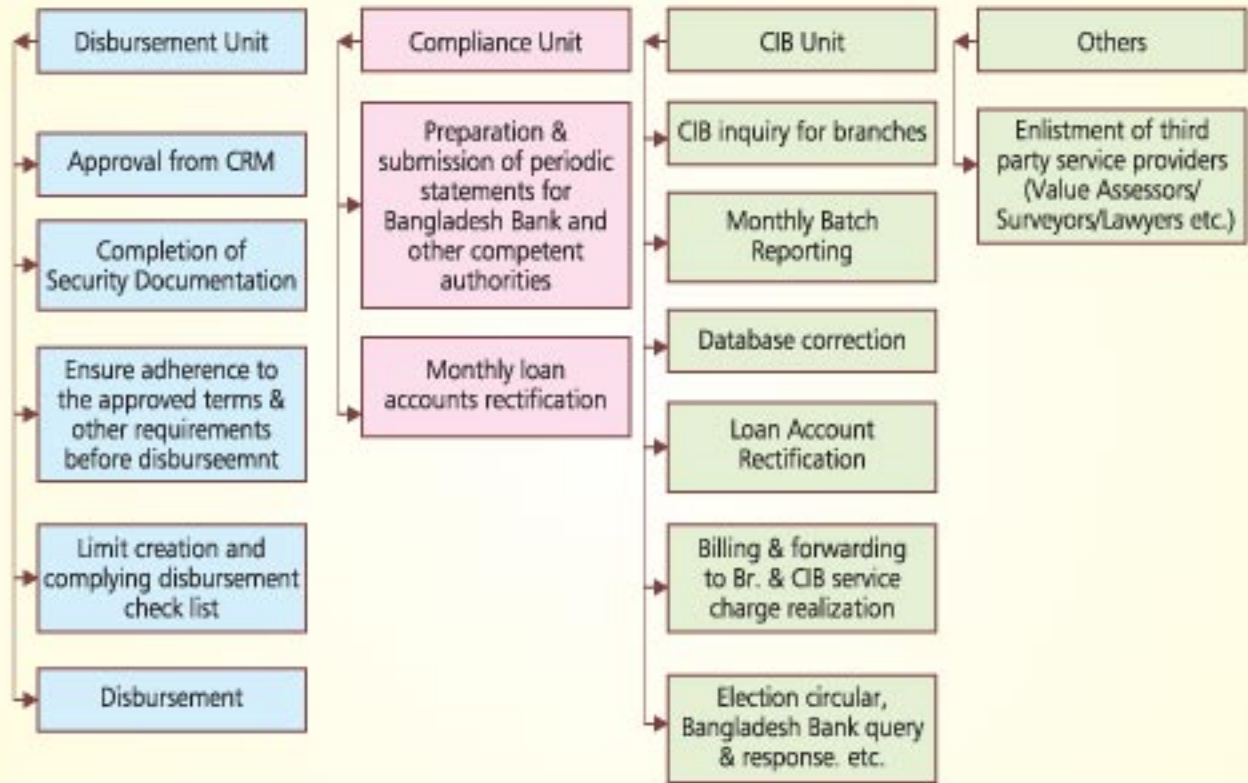 Disbursement Unit
Approval from CRM
Completion of
Security Documentation
Ensure adherence to
the approved terms &
other requirements
before disburseemnt
Limit creation and
complying disbursement
check list
Disbursement
Compliance Unit
Preparation &
submission of periodic
statements for
Bangladesh Bank and
other competent
authorities
Monthly loan
accounts rectification
CIB Unit
CIB inquiry for branches
Monthly Batch
Reporting
Database correction
Loan Account
Rectification
Billing & forwarding
to Br. & CIB service
charge realization
Election circular,
Bangladesh Bank query
& response. etc.
Others
Enlistment of third
party service providers
(Value Assessors/
Surveyors/Lawyers etc.)